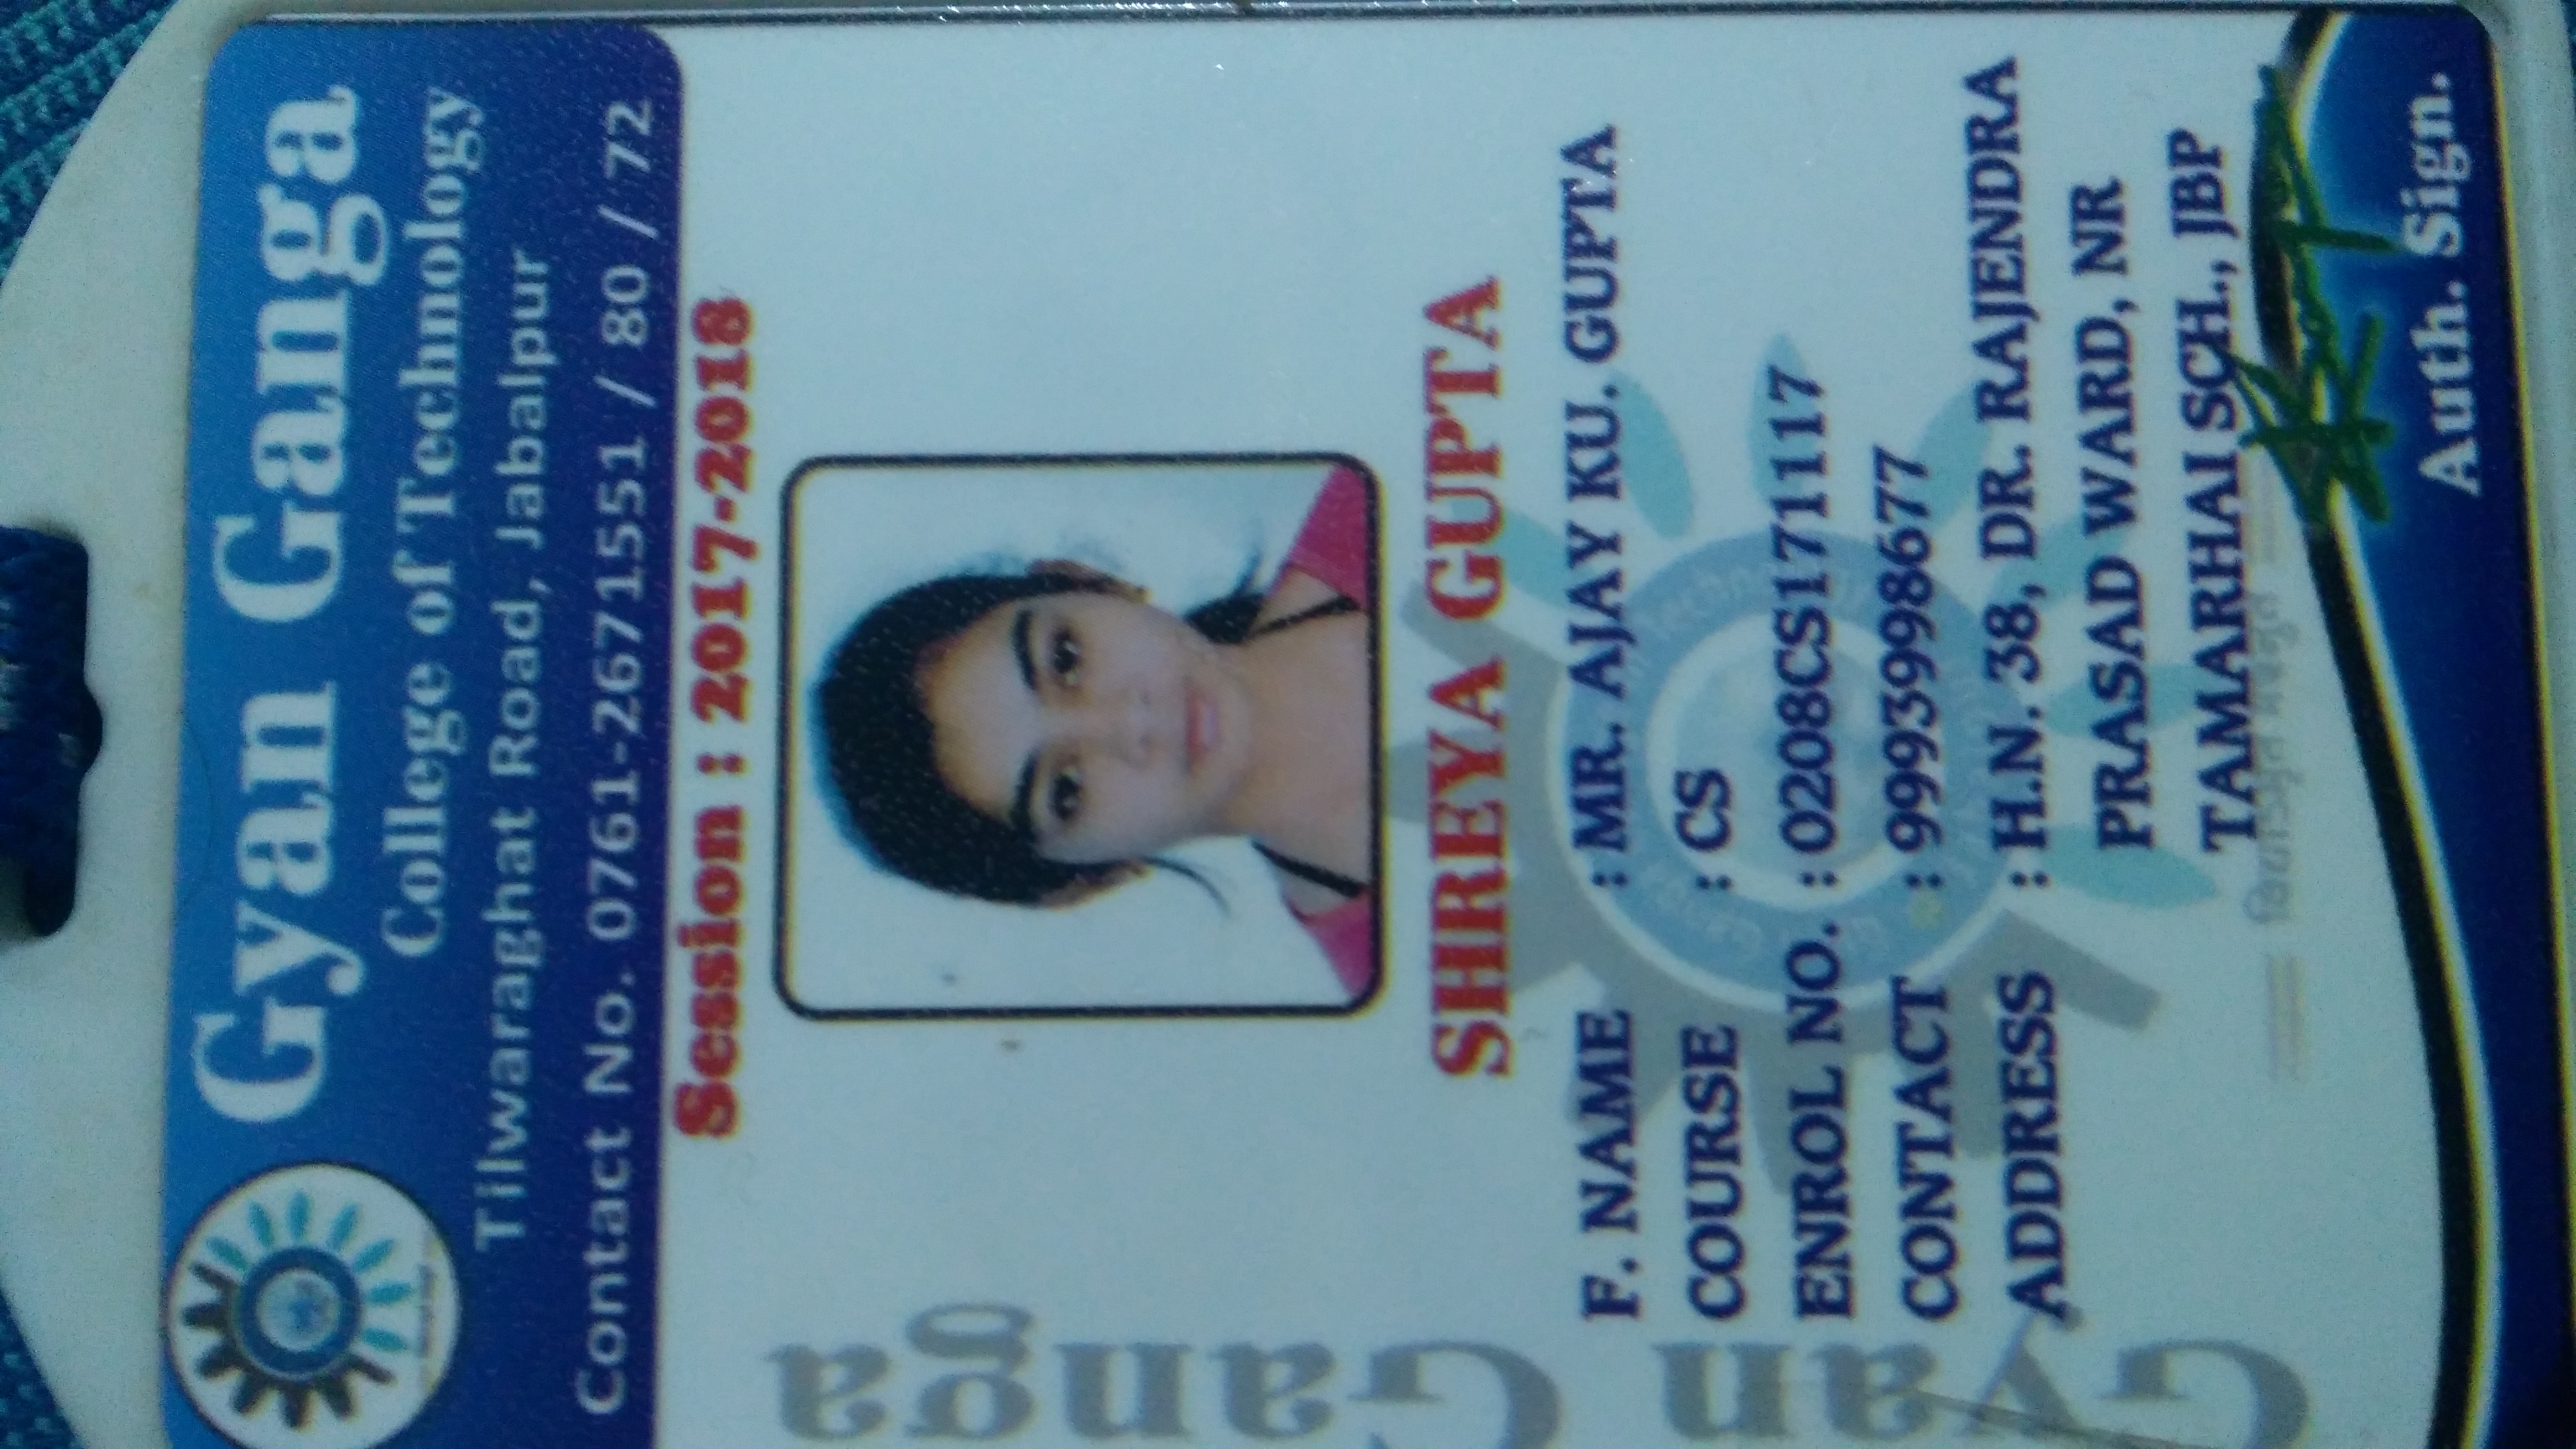 Gyan Ganga
College of Technology
Tilwaraghat Road, Jabalpur
Contact No. 0761-2671551 / 80 / 72
Session : 2017-2018
SHREYA GUPTA
F. NAME : MR. AJAY KU. GUPTA
COURSE : CS
ENROL NO. : 0208CS171117
CONTACT : 9993998677
ADDRESS : H.N. 38, DR. RAJENDRA
PRASAD WARD, NR
TAMARHAI SCH., JBP
Auth. Sign.
Gyan Ganga